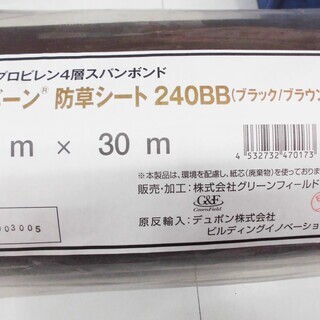 プロピレン4層スパンボンド
バーン® 防草シート 240BB(ブラック/ブラウン
m × 30 m
4 532732 470173
※本製品は、環境を配慮し、紙芯(廃棄物)を使っており
販売・加工:株式会社グリーンフィールド
G&F
GreenField
原反輸入:デュポン株式会社
ビルディングイノベーショ
003005